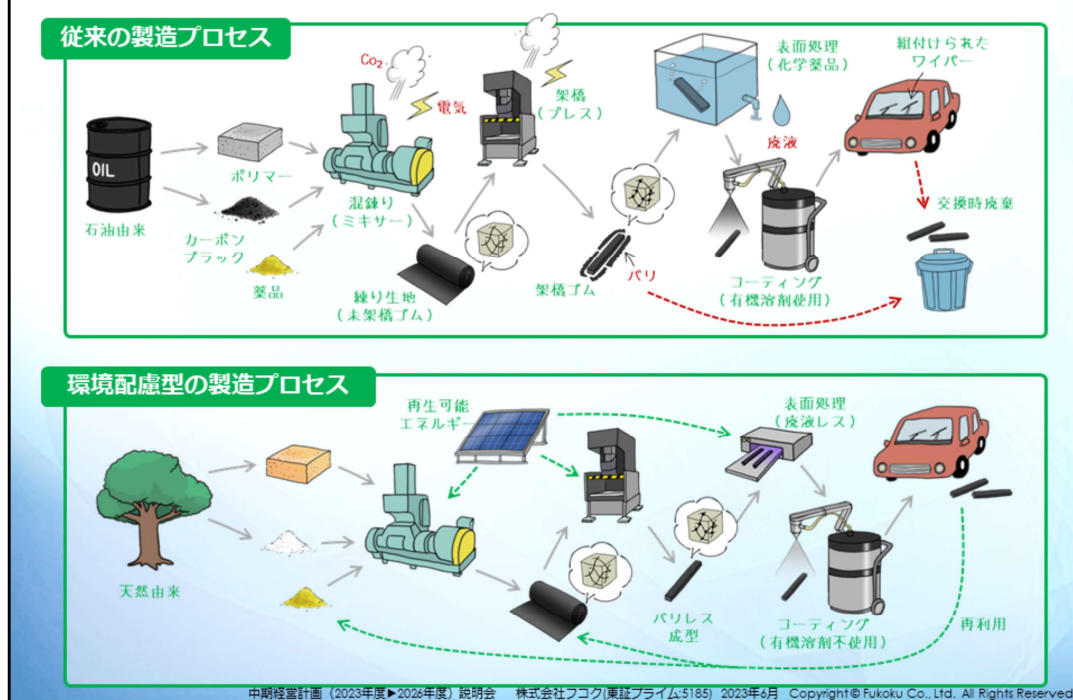 従来の製造プロセス
OIL
石油由来
ポリマー
カーボン
ブラック
薬品
Co₂
電気
混錬り
(ミキサー)
練り生地
(未架橋ゴム)
架橋
(プレス)
架橋ゴム
バリ
表面処理
(化学薬品)
廃液
コーティング
(有機溶剤使用)
組付けられた
ワイパー
交換時廃棄
環境配慮型の製造プロセス
天然由来
再生可能
エネルギー
バリレス
成型
表面処理
(廃液レス)
コーティング
(有機溶剤不使用)
再利用
中期経営計画(2023年度▶2026年度)説明会 株式会社フコク(東証プライム:5185) 2023年6月 Copyright© Fukoku Co., Ltd. All Rights Reserved